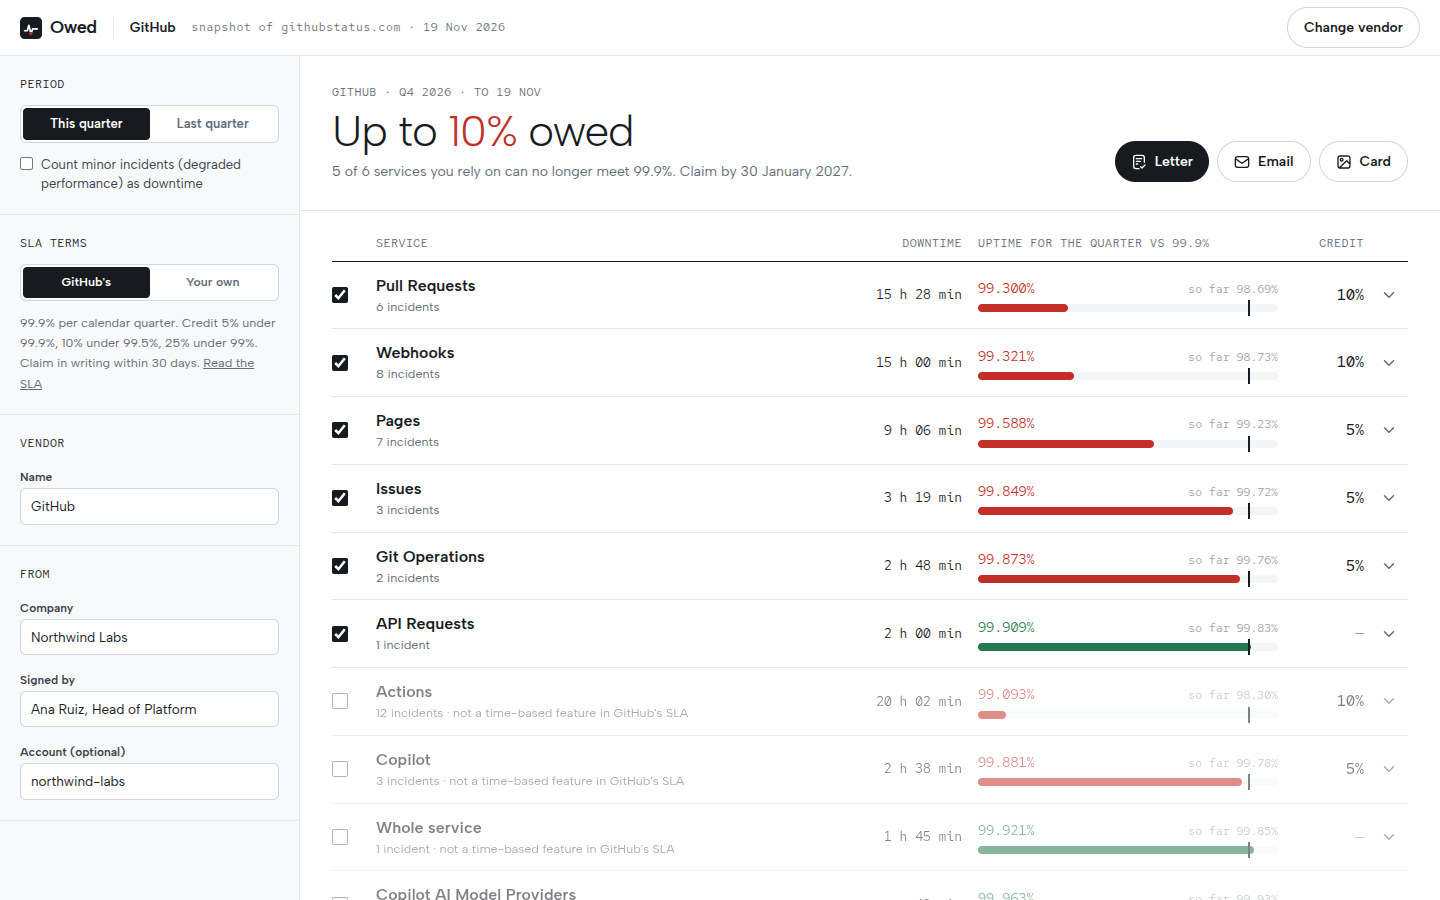 Owed
GitHub
snapshot of githubstatus.com · 19 Nov 2026
Change vendor
PERIOD
This quarter
Last quarter
Count minor incidents (degraded
performance) as downtime
SLA TERMS
GitHub's
Your own
99.9% per calendar quarter. Credit 5% under
99.9%, 10% under 99.5%, 25% under 99%.
Claim in writing within 30 days. Read the
SLA
VENDOR
Name
GitHub
FROM
Company
Northwind Labs
Signed by
Ana Ruiz, Head of Platform
Account (optional)
northwind-labs
GITHUB · Q4 2026 · TO 19 NOV
Up to 10% owed
5 of 6 services you rely on can no longer meet 99.9%. Claim by 30 January 2027.
Letter
Email
Card
SERVICE DOWNTIME UPTIME FOR THE QUARTER VS 99.9% CREDIT
Pull Requests
6 incidents
15 h 28 min
99.300%
so far 98.69%
10%
Webhooks
8 incidents
15 h 00 min
99.321%
so far 98.73%
10%
Pages
7 incidents
9 h 06 min
99.588%
so far 99.23%
5%
Issues
3 incidents
3 h 19 min
99.849%
so far 99.72%
5%
Git Operations
2 incidents
2 h 48 min
99.873%
so far 99.76%
5%
API Requests
1 incident
2 h 00 min
99.909%
so far 99.83%
–
Actions
12 incidents · not a time-based feature in GitHub's SLA
20 h 02 min
99.093%
so far 98.30%
10%
Copilot
3 incidents · not a time-based feature in GitHub's SLA
2 h 38 min
99.881%
so far 99.78%
5%
Whole service
1 incident · not a time-based feature in GitHub's SLA
1 h 45 min
99.921%
so far 99.85%
–
Copilot AI Model Providers
99.963%
so far 99.93%